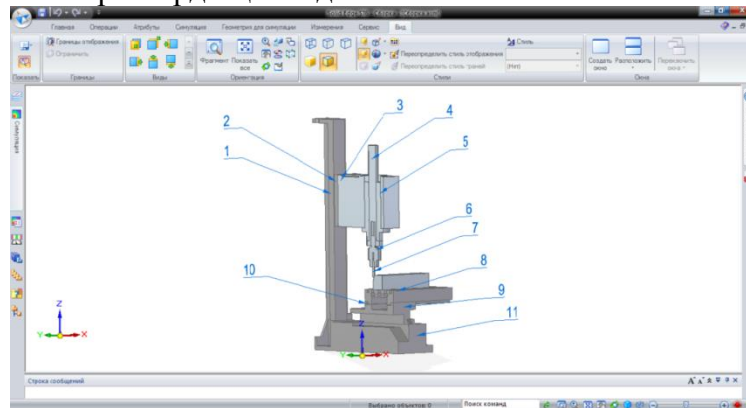 Главная Операции Атрибуты Симуляция Геометрия для симуляции Измерения Сервис Вид
Границы отображения
Ограничить
Показать
Границы
Виды
Фрагмент Показать все
Ориентация
Переопределить стиль отображения
Переопределить стиль граней
Стили
Стиль
(Нет)
Создать окно Расположить Переключить окна
Окна
Симуляция
1
2
3
4
5
6
7
8
9
10
11
Z
Y X
Z
Y X
Строка сообщений
Выбрано объектов 0
Поиск команд